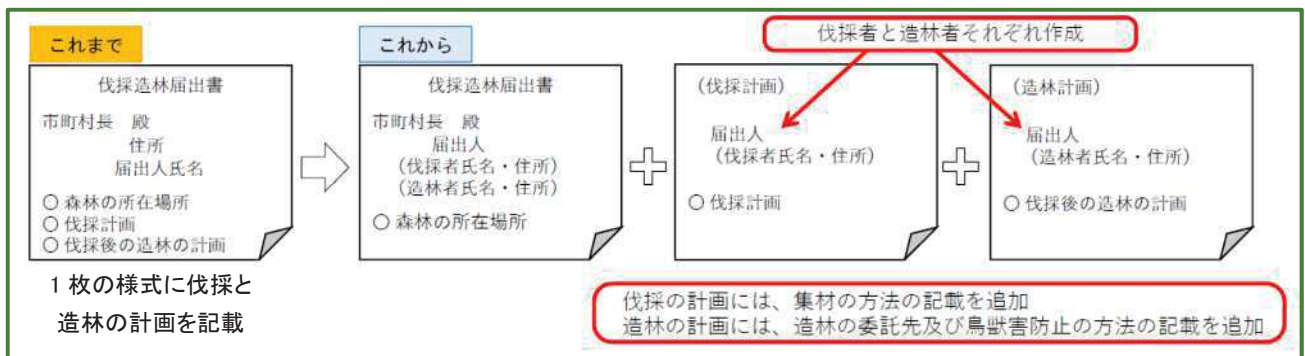 これまで
伐採造林届出書
市町村長 殿
住所
届出人氏名
○ 森林の所在場所
○ 伐採計画
○ 伐採後の造林の計画
1 枚の様式に伐採と
造林の計画を記載
これから
伐採造林届出書
市町村長 殿
届出人
(伐採者氏名・住所)
(造林者氏名・住所)
○ 森林の所在場所
伐採者と造林者それぞれ作成
(伐採計画)
届出人
(伐採者氏名・住所)
○ 伐採計画
(造林計画)
届出人
(造林者氏名・住所)
○ 伐採後の造林の計画
伐採の計画には、集材の方法の記載を追加
造林の計画には、造林の委託先及び鳥獣害防止の方法の記載を追加